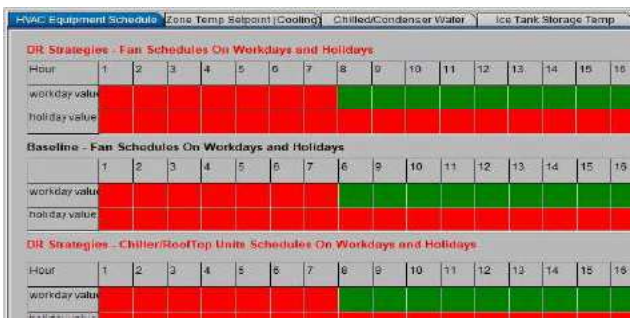 HVAC Equipment Schedule Zone Temp Setpoint (Cooling) Chilled/Condenser Water Ice Tank Storage Temp
DR Strategies - Fan Schedules On Workdays and Holidays
Hour 1 2 3 4 5 6 7 8 9 10 11 12 13 14 15 16
workday value
holiday value
Baseline - Fan Schedules On Workdays and Holidays
1 2 3 4 5 6 7 8 9 10 11 12 13 14 15 16
workday value
holiday value
DR Strategies - Chiller/RoofTop Units Schedules On Workdays and Holidays
Hour 1 2 3 4 5 6 7 8 9 10 11 12 13 14 15 16
workday value